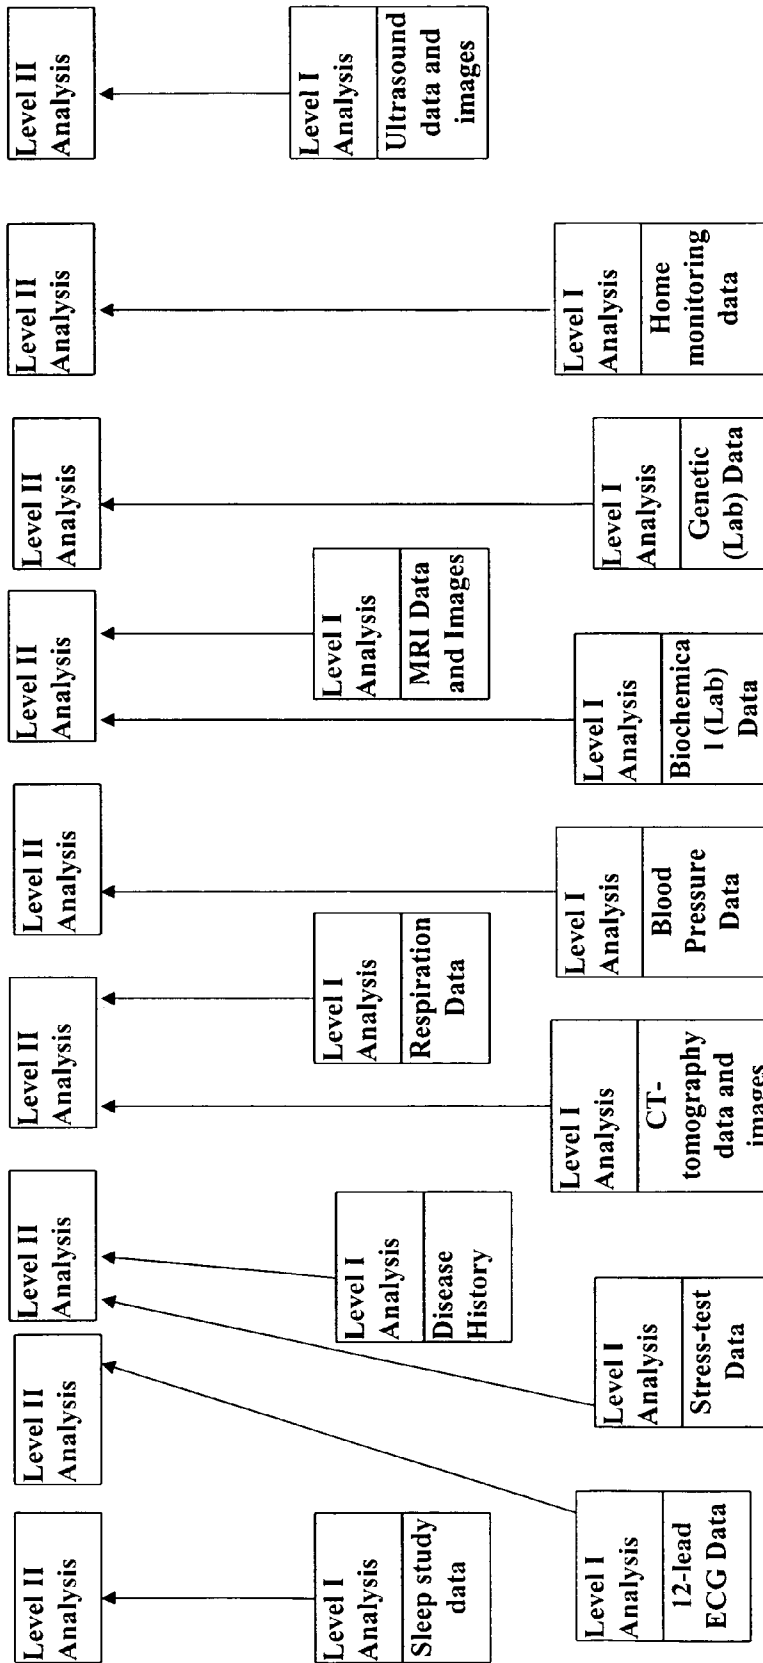 Level II
Analysis
Level II
Analysis
Level II
Analysis
Level II
Analysis
Level II
Analysis
Level II
Analysis
Level II
Analysis
Level II
Analysis
Level II
Analysis
Level I
Analysis
Sleep study
data
Level I
Analysis
Disease
History
Level I
Analysis
Respiration
Data
Level I
Analysis
MRI Data
and Images
Level I
Analysis
Ultrasound
data and
images
Level I
Analysis
12-lead
ECG Data
Level I
Analysis
Stress-test
Data
Level I
Analysis
CT-
tomography
data and
images
Level I
Analysis
Blood
Pressure
Data
Level I
Analysis
Biochemica
l (Lab)
Data
Level I
Analysis
Genetic
(Lab) Data
Level I
Analysis
Home
monitoring
data